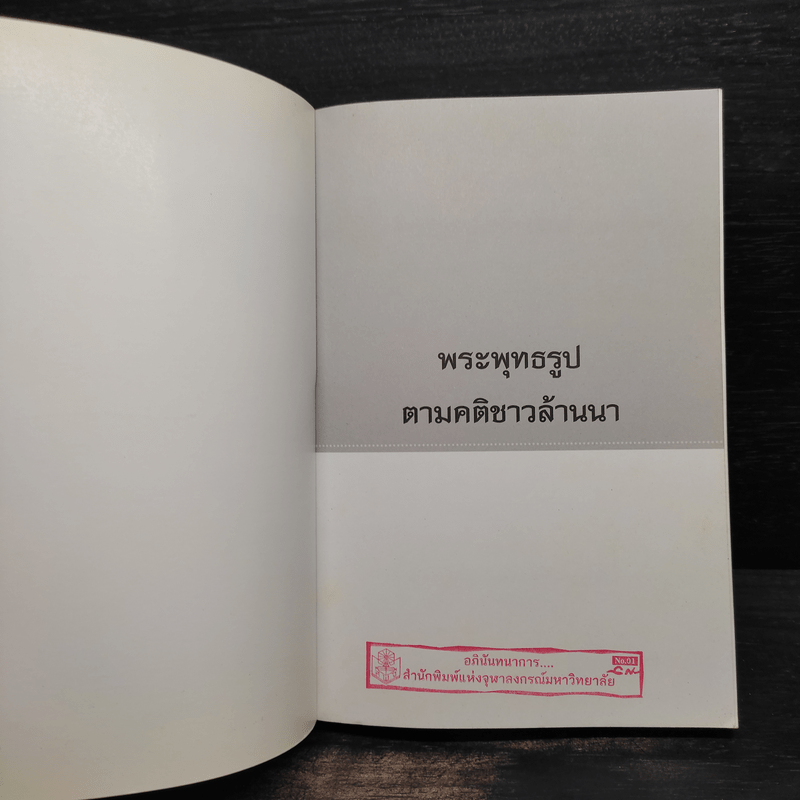 พระพุทธรูป
ตามคติชาวล้านนา
อภินันทนาการ....
No.01
สำนักพิมพ์แห่งจุฬาลงกรณ์มหาวิทยาลัย